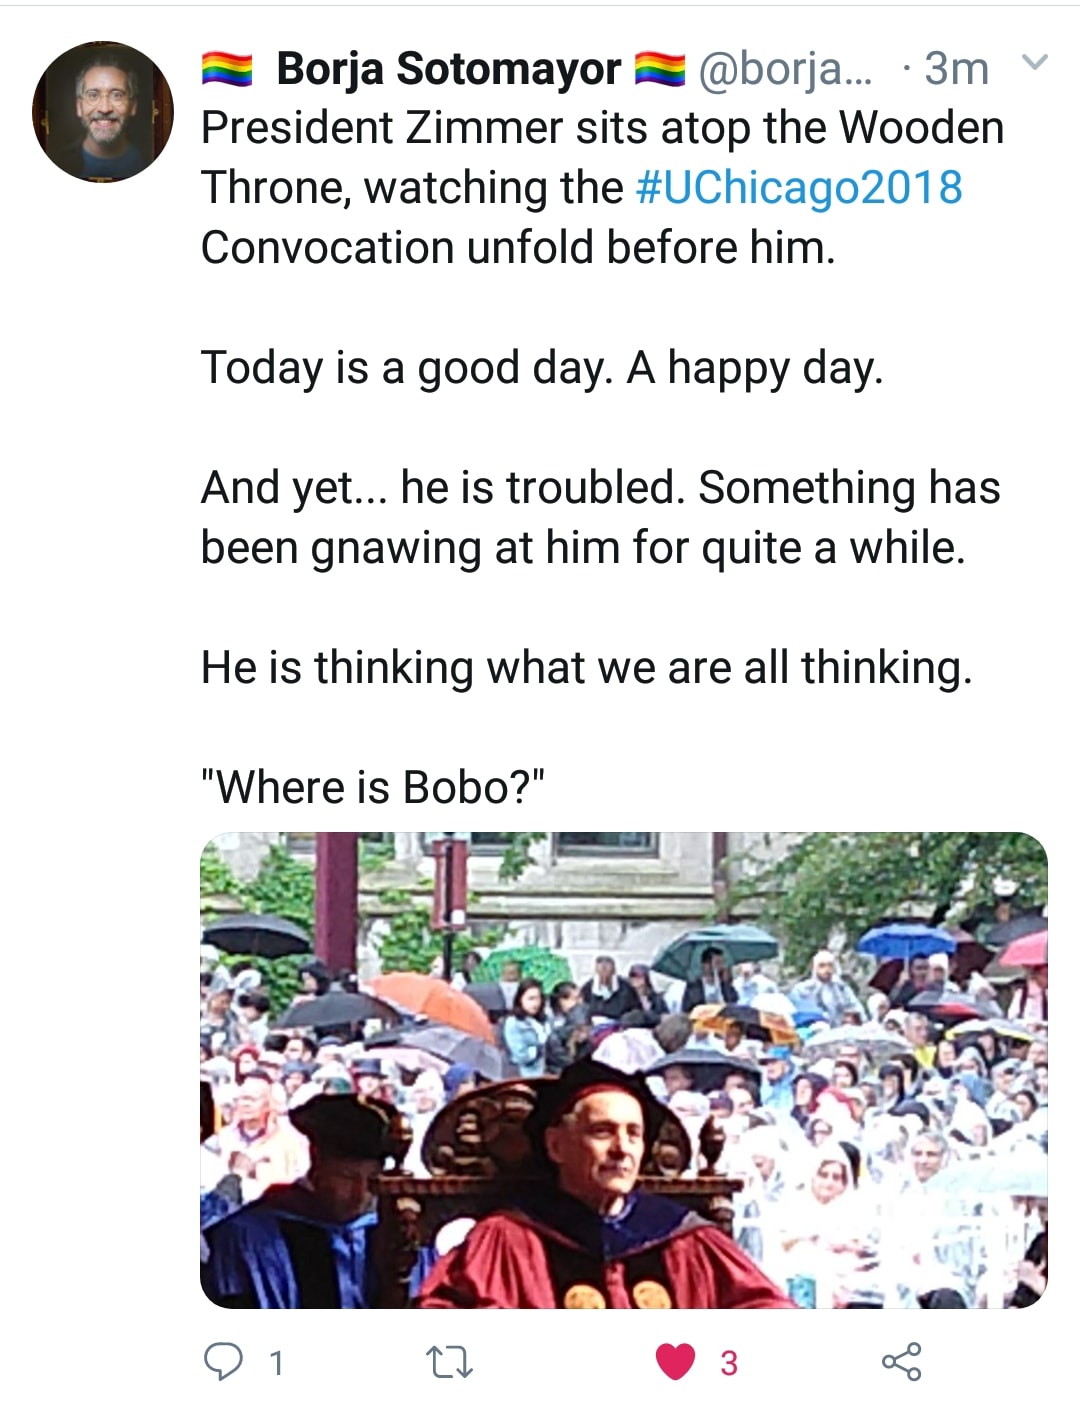 🏳️‍🌈 Borja Sotomayor 🏳️‍🌈 @borja... · 3m
President Zimmer sits atop the Wooden
Throne, watching the #UChicago2018
Convocation unfold before him.
Today is a good day. A happy day.
And yet... he is troubled. Something has
been gnawing at him for quite a while.
He is thinking what we are all thinking.
"Where is Bobo?"
1 3